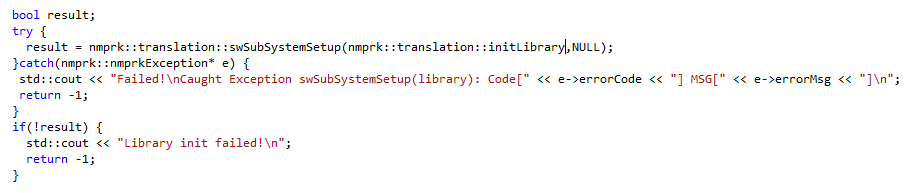 bool result;
try {
  result = nmprk::translation::swSubSystemSetup(nmprk::translation::initLibrary,NULL);
}catch(nmprk::nmprkException* e) {
 std::cout << "Failed!\nCaught Exception swSubSystemSetup(library): Code[" << e->errorCode << "] MSG[" << e->errorMsg << "]\n";
 return -1;
}
if(!result) {
  std::cout << "Library init failed!\n";
  return -1;
}